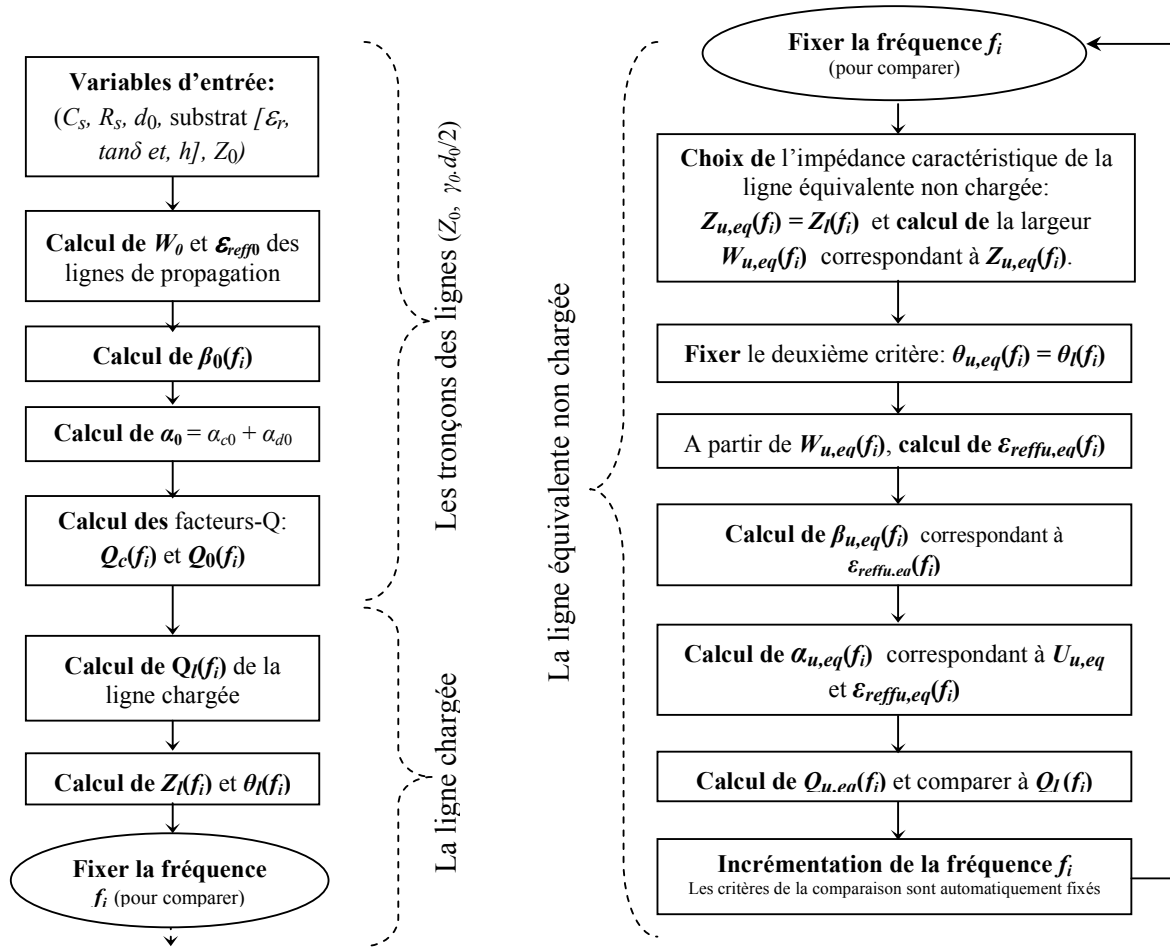 Variables d'entrée:
(Cs, Rs, d0, substrat [εr,
tanδ et, h], Z0)
Calcul de W0 et εreff0 des
lignes de propagation
Calcul de β0(fi)
Calcul de α0 = αc0 + αd0
Calcul des facteurs-Q:
Qc(fi) et Q0(fi)
Calcul de Ql(fi) de la
ligne chargée
Calcul de Zl(fi) et θl(fi)
Fixer la fréquence
fi (pour comparer)
Les tronçons des lignes (Z0, γ0.d0/2)
La ligne chargée
La ligne équivalente non chargée
Fixer la fréquence fi
(pour comparer)
Choix de l'impédance caractéristique de la
ligne équivalente non chargée:
Zu,eq(fi) = Zl(fi) et calcul de la largeur
Wu,eq(fi) correspondant à Zu,eq(fi).
Fixer le deuxième critère: θu,eq(fi) = θl(fi)
A partir de Wu,eq(fi), calcul de εreffu,eq(fi)
Calcul de βu,eq(fi) correspondant à
εreffu,eq(fi)
Calcul de αu,eq(fi) correspondant à Uu,eq
et εreffu,eq(fi)
Calcul de Qu,eq(fi) et comparer à Ql(fi)
Incrémentation de la fréquence fi
Les critères de la comparaison sont automatiquement fixés